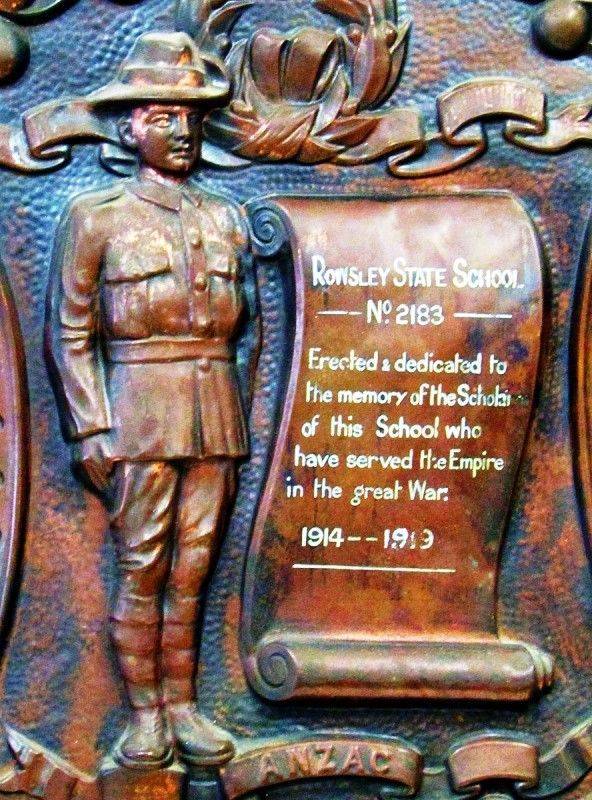 ROWSLEY STATE SCHOOL
— No. 2183 —
Erected & dedicated to
the memory of the
of this School who
have served the Empire
in the great War.
1914 -- 1919
ANZAC